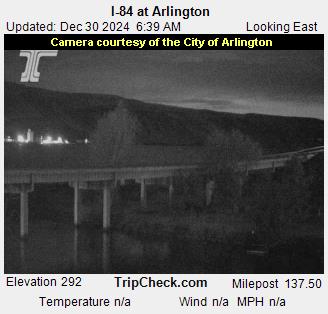 I-84 at Arlington
Updated: Dec 30 2024 6:39 AM Looking East
Camera courtesy of the City of Arlington
Elevation 292 TripCheck.com Milepost 137.50
Temperature n/a Wind n/a MPH n/a